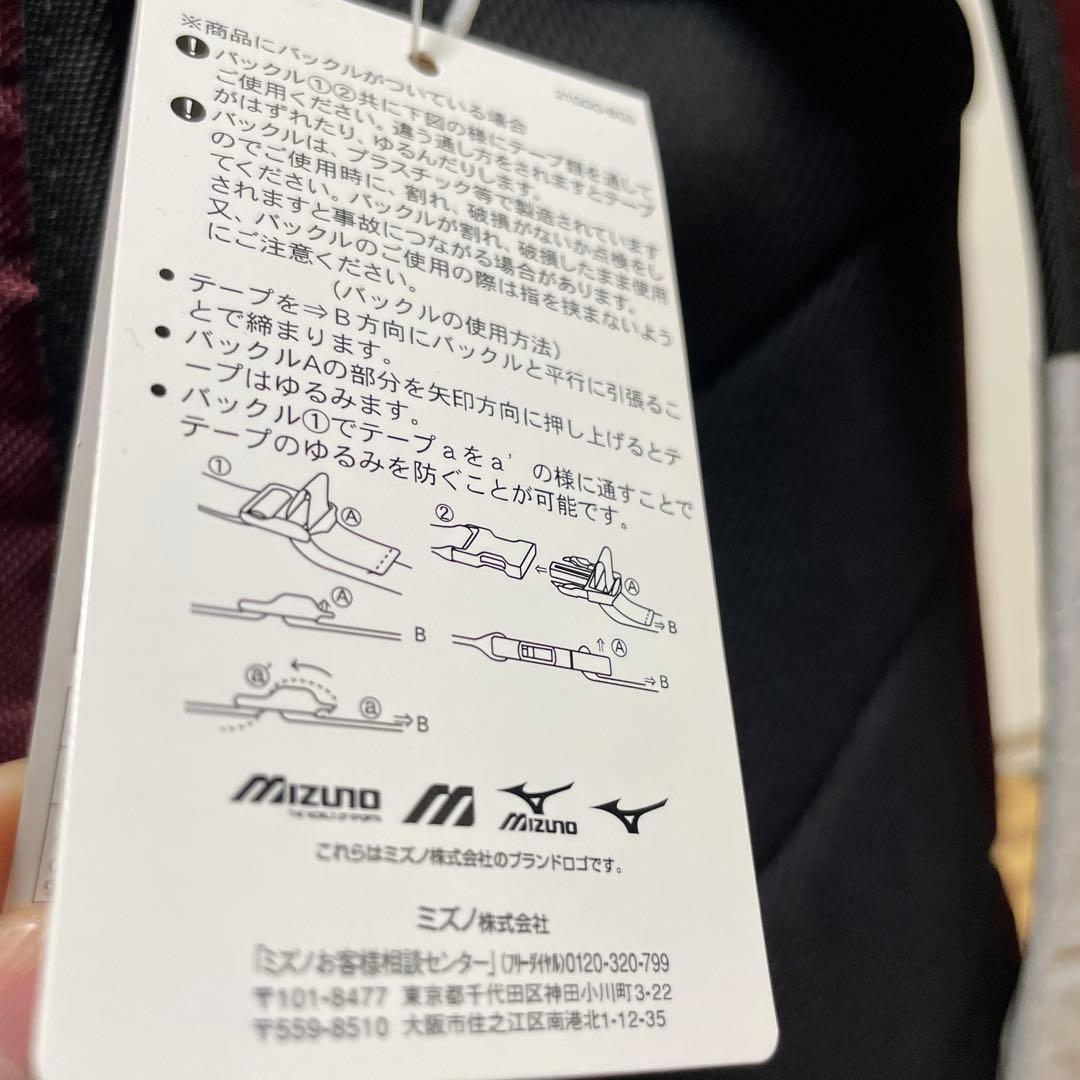 ※商品にバックルがついている場合
! バックル①②共に下図の様にテープ類を通して
ご使用ください。違う通し方をされますとテープ
がはずれたり、ゆるんだりします。
! バックルは、プラスチック等で製造されています
のでご使用時に、割れ、破損がないか点検をし
てください。バックルが割れ、破損したまま使用
されますと事故につながる場合があります。
又、バックルのご使用の際は指を挟まないよう
にご注意ください。
(バックルの使用方法)
● テープを⇒B方向にバックルと平行に引張るこ
とで締まります。
● バックルAの部分を矢印方向に押し上げるとテ
ープはゆるみます。
● バックル①でテープaをa'の様に通すことで
テープのゆるみを防ぐことが可能です。
① Ⓐ
② Ⓐ ⇒B
Ⓐ B
Ⓐ ⇒B
ⓐ' ⓐ ⇒B
MIZUNO
THE WORLD OF SPORTS
MIZUNO
これらはミズノ株式会社のブランドロゴです。
ミズノ株式会社
「ミズノお客様相談センター」(フリーダイヤル)0120-320-799
〒101-8477 東京都千代田区神田小川町3-22
〒559-8510 大阪市住之江区南港北1-12-35